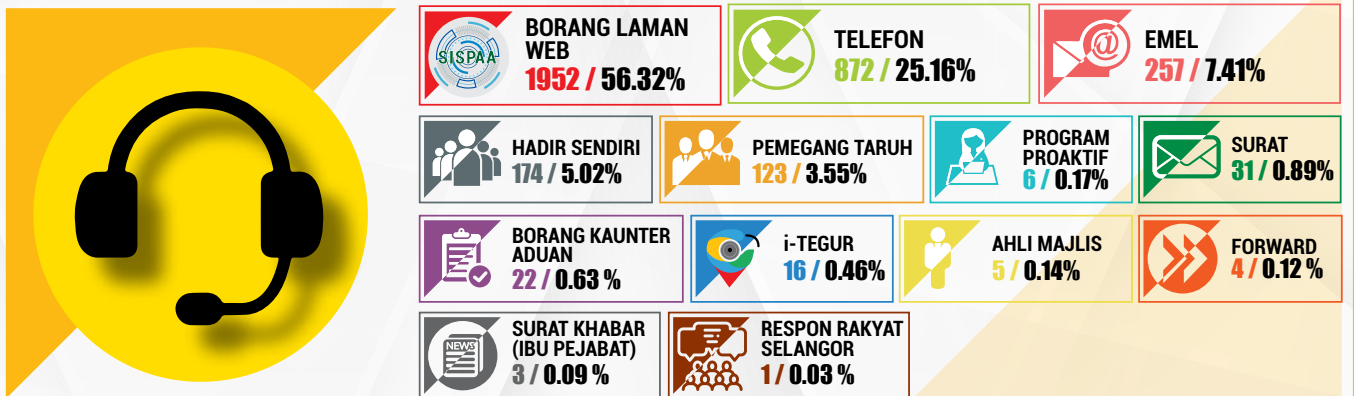 SISPAA
BORANG LAMAN
WEB
1952 / 56.32%
TELEFON
872 / 25.16%
@
EMEL
257 / 7.41%
HADIR SENDIRI
174 / 5.02%
PEMEGANG TARUH
123 / 3.55%
PROGRAM
PROAKTIF
6 / 0.17%
SURAT
31 / 0.89%
BORANG KAUNTER
ADUAN
22 / 0.63 %
i-TEGUR
16 / 0.46%
AHLI MAJLIS
5 / 0.14%
FORWARD
4 / 0.12 %
NEWS
SURAT KHABAR
(IBU PEJABAT)
3 / 0.09 %
RESPON RAKYAT
SELANGOR
1 / 0.03 %